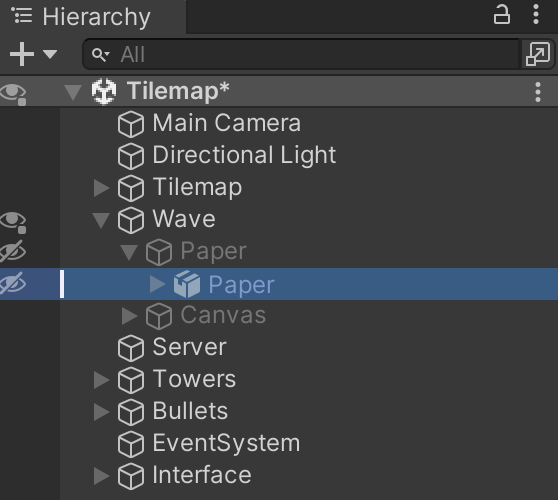 Hierarchy
All
Tilemap*
Main Camera
Directional Light
Tilemap
Wave
Paper
Paper
Canvas
Server
Towers
Bullets
EventSystem
Interface